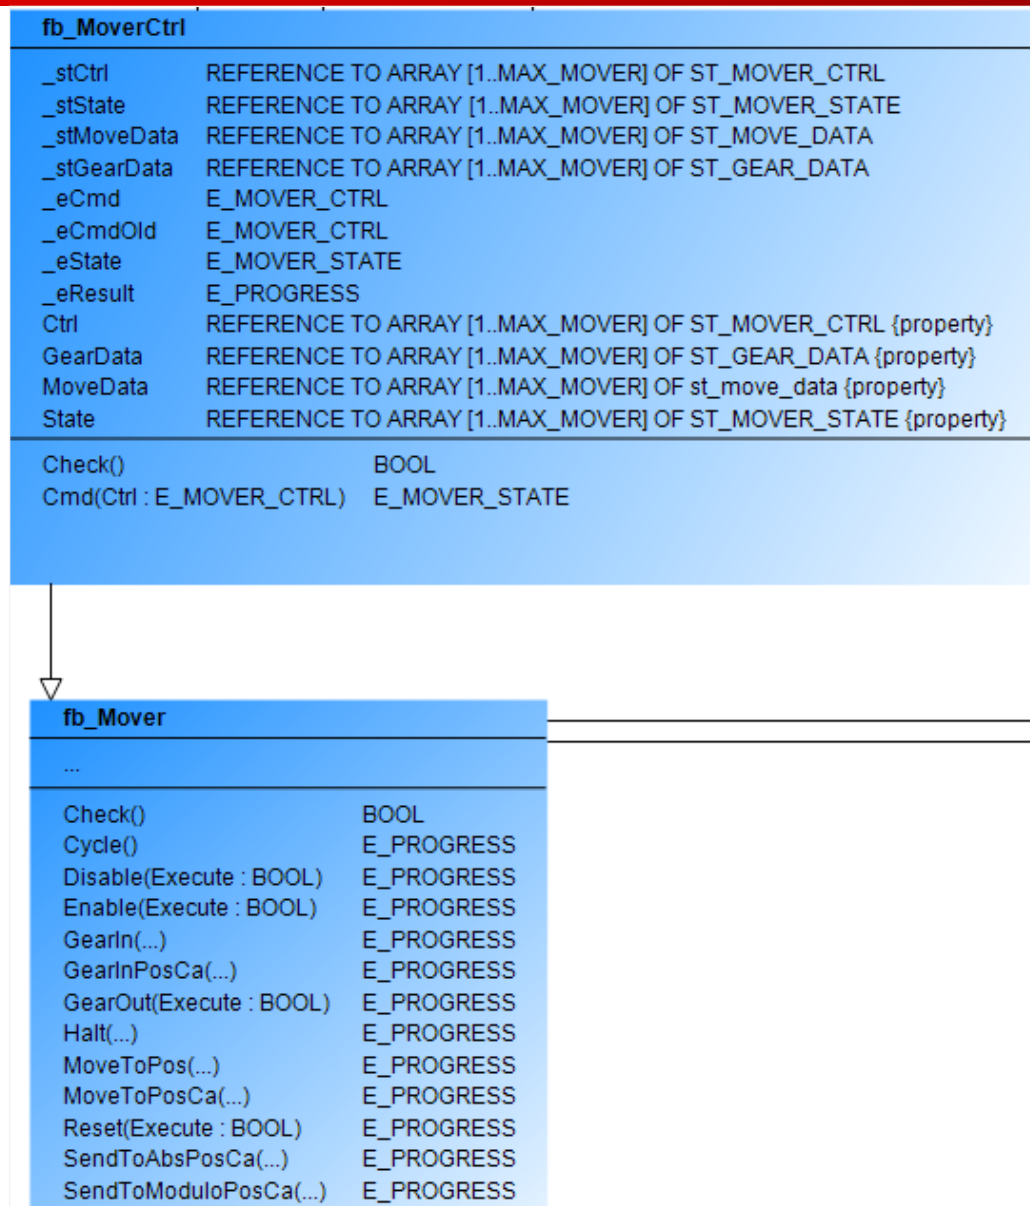 fb_MoverCtrl
_stCtrl REFERENCE TO ARRAY [1..MAX_MOVER] OF ST_MOVER_CTRL
_stState REFERENCE TO ARRAY [1..MAX_MOVER] OF ST_MOVER_STATE
_stMoveData REFERENCE TO ARRAY [1..MAX_MOVER] OF ST_MOVE_DATA
_stGearData REFERENCE TO ARRAY [1..MAX_MOVER] OF ST_GEAR_DATA
_eCmd E_MOVER_CTRL
_eCmdOld E_MOVER_CTRL
_eState E_MOVER_STATE
_eResult E_PROGRESS
Ctrl REFERENCE TO ARRAY [1..MAX_MOVER] OF ST_MOVER_CTRL {property}
GearData REFERENCE TO ARRAY [1..MAX_MOVER] OF ST_GEAR_DATA {property}
MoveData REFERENCE TO ARRAY [1..MAX_MOVER] OF st_move_data {property}
State REFERENCE TO ARRAY [1..MAX_MOVER] OF ST_MOVER_STATE {property}
Check() BOOL
Cmd(Ctrl : E_MOVER_CTRL) E_MOVER_STATE
fb_Mover
...
Check() BOOL
Cycle() E_PROGRESS
Disable(Execute : BOOL) E_PROGRESS
Enable(Execute : BOOL) E_PROGRESS
GearIn(...) E_PROGRESS
GearInPosCa(...) E_PROGRESS
GearOut(Execute : BOOL) E_PROGRESS
Halt(...) E_PROGRESS
MoveToPos(...) E_PROGRESS
MoveToPosCa(...) E_PROGRESS
Reset(Execute : BOOL) E_PROGRESS
SendToAbsPosCa(...) E_PROGRESS
SendToModuloPosCa(...) E_PROGRESS